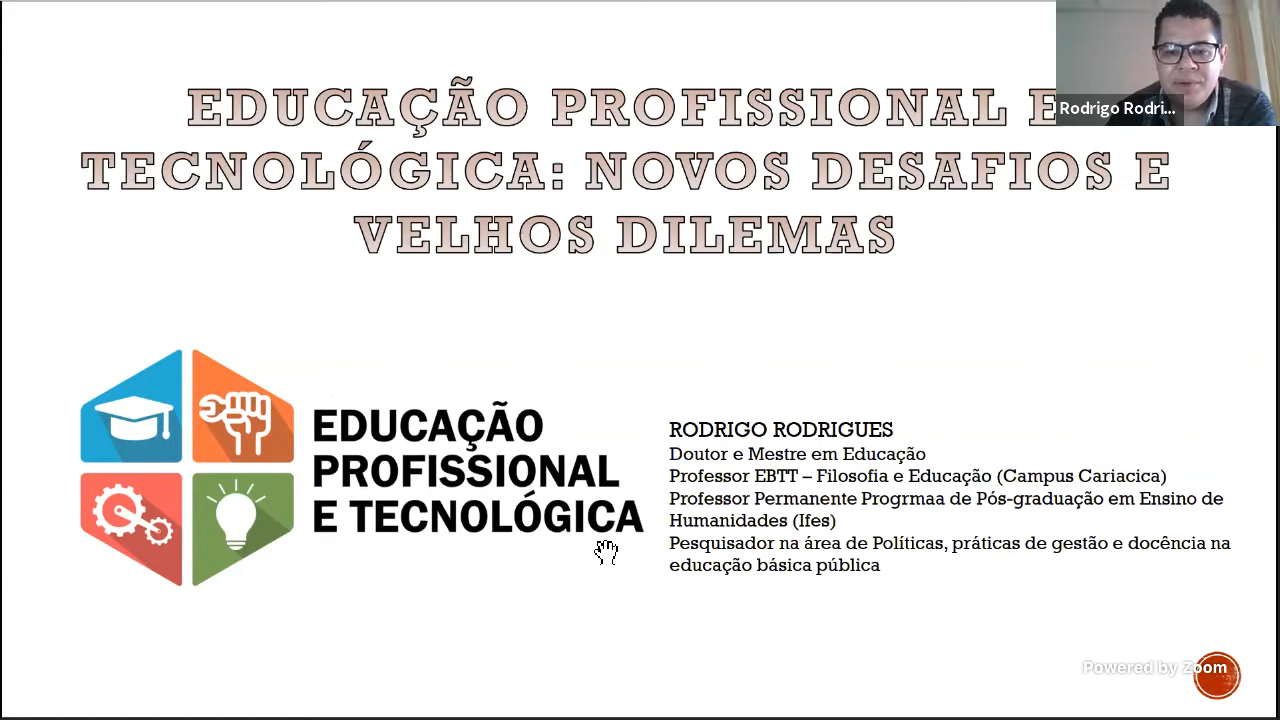 EDUCAÇÃO PROFISSIONAL E
TECNOLÓGICA: NOVOS DESAFIOS E
VELHOS DILEMAS
Rodrigo Rodri...
EDUCAÇÃO
PROFISSIONAL
E TECNOLÓGICA
RODRIGO RODRIGUES
Doutor e Mestre em Educação
Professor EBTT – Filosofia e Educação (Campus Cariacica)
Professor Permanente Progrmaa de Pós-graduação em Ensino de
Humanidades (Ifes)
Pesquisador na área de Políticas, práticas de gestão e docência na
educação básica pública
Powered by Zoom